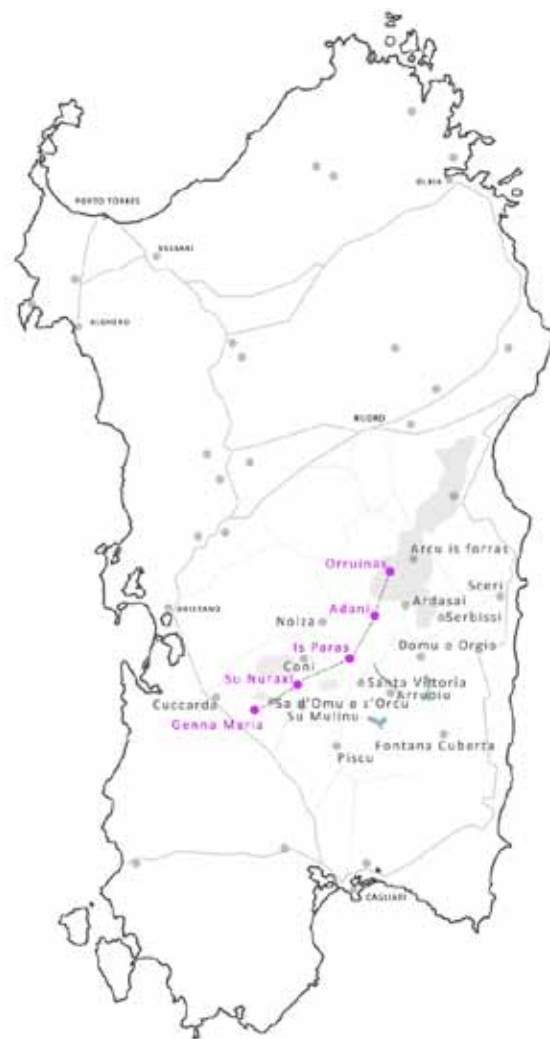 OLBIA
PORTO TORRES
SASSARI
ALGHERO
NUORO
Arcu is forras
Orruinas
Sceri
Ardasai
ORISTANO
Adani
Serbissi
Nolza
Is Paras
Domu e Orgia
Coni
Su Nuraxi
Santa Vittoria
Cuccarda
Sa d'Omu e s'Orcu
Arrubiu
Genna Maria
Su Mulinu
Fontana Cuberta
Piscu
CAGLIARI